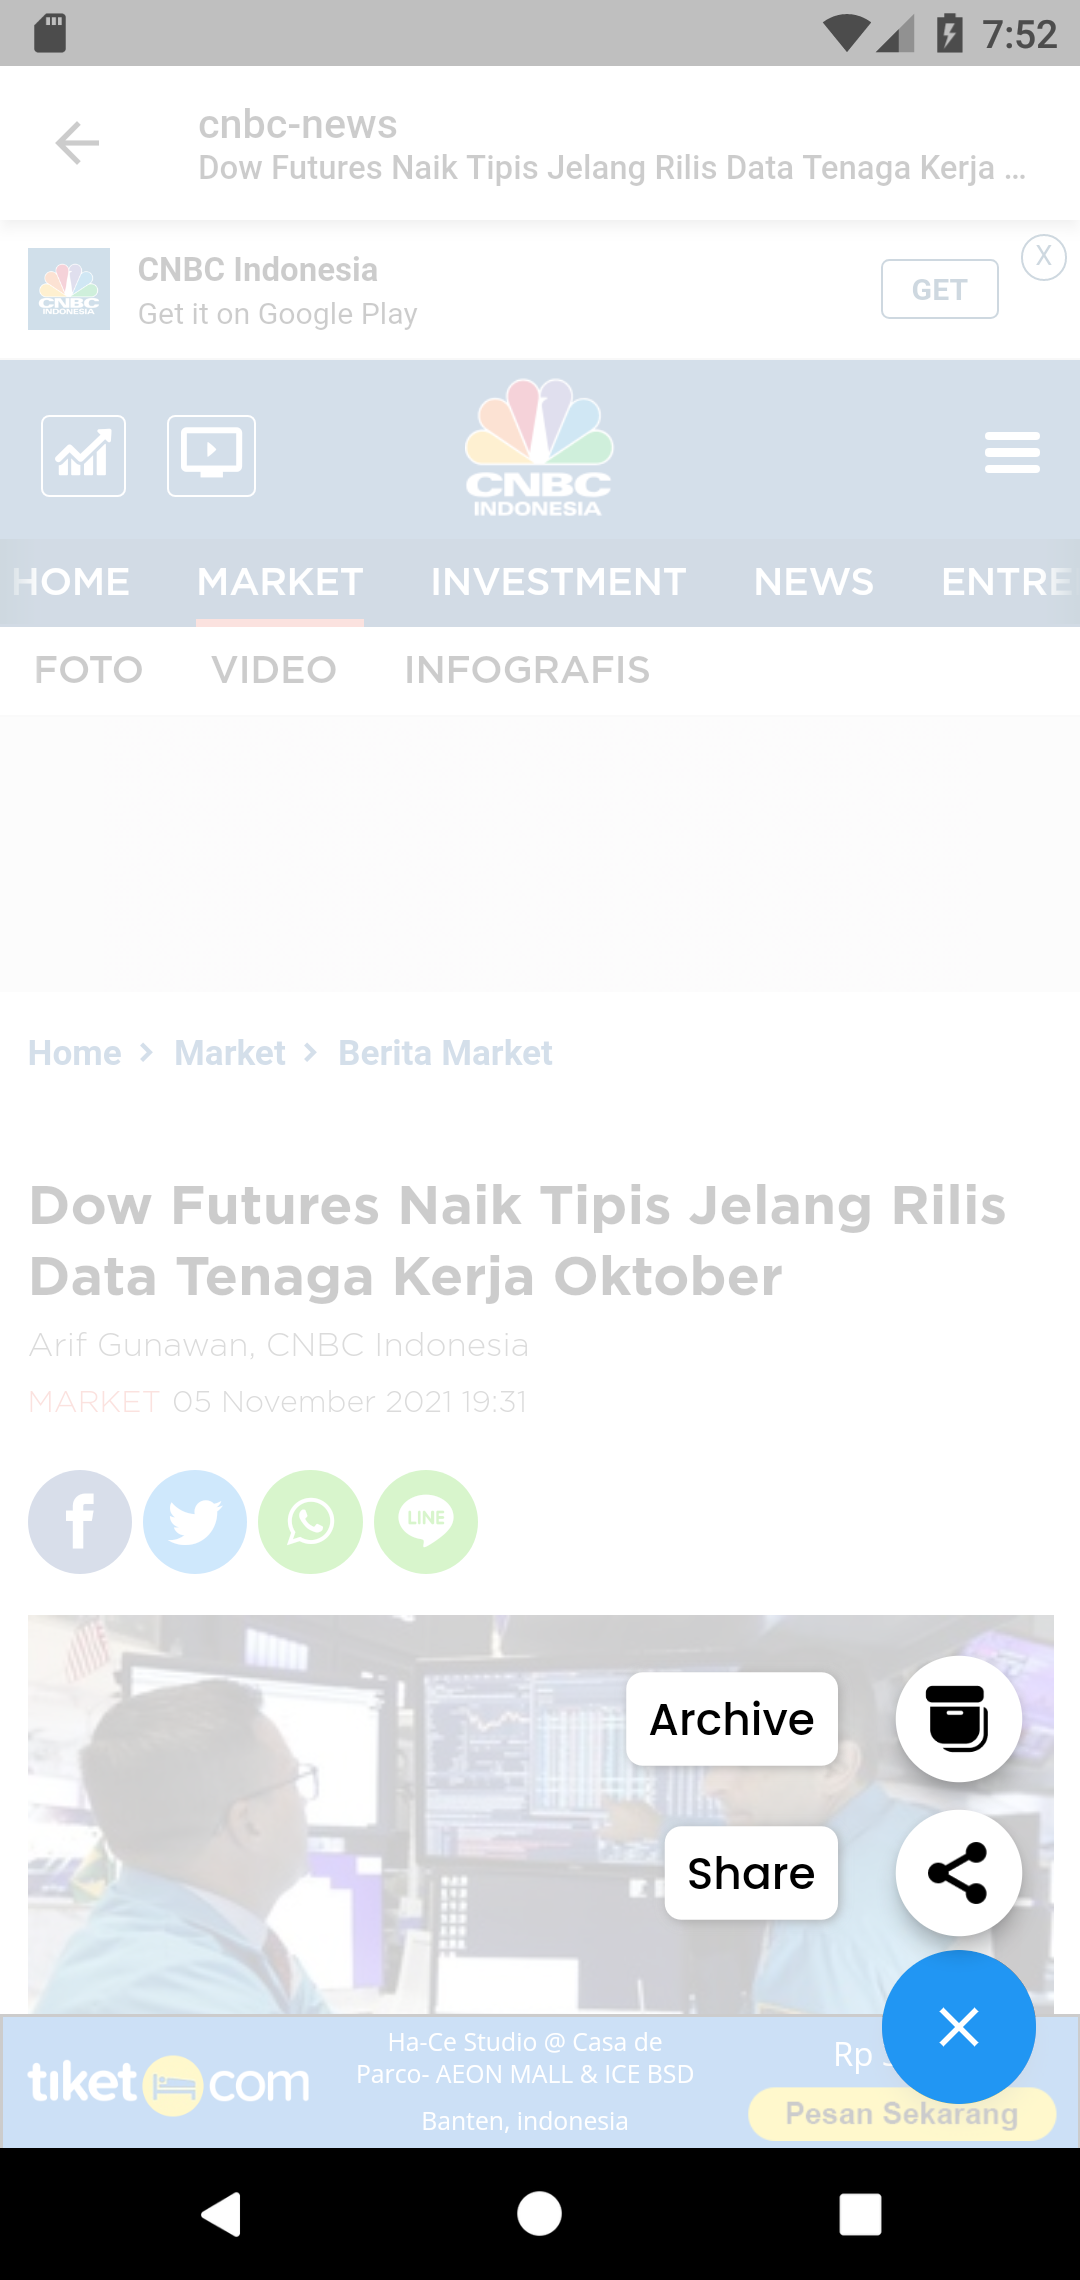 7:52
cnbc-news
Dow Futures Naik Tipis Jelang Rilis Data Tenaga Kerja ...
CNBC Indonesia
Get it on Google Play
GET
X
CNBC
INDONESIA
CNBC
INDONESIA
HOME MARKET INVESTMENT NEWS ENTRE
FOTO VIDEO INFOGRAFIS
Home > Market > Berita Market
Dow Futures Naik Tipis Jelang Rilis
Data Tenaga Kerja Oktober
Arif Gunawan, CNBC Indonesia
MARKET 05 November 2021 19:31
LINE
Archive
Share
tiket.com
Ha-Ce Studio @ Casa de
Parco- AEON MALL & ICE BSD
Banten, indonesia
Rp
Pesan Sekarang